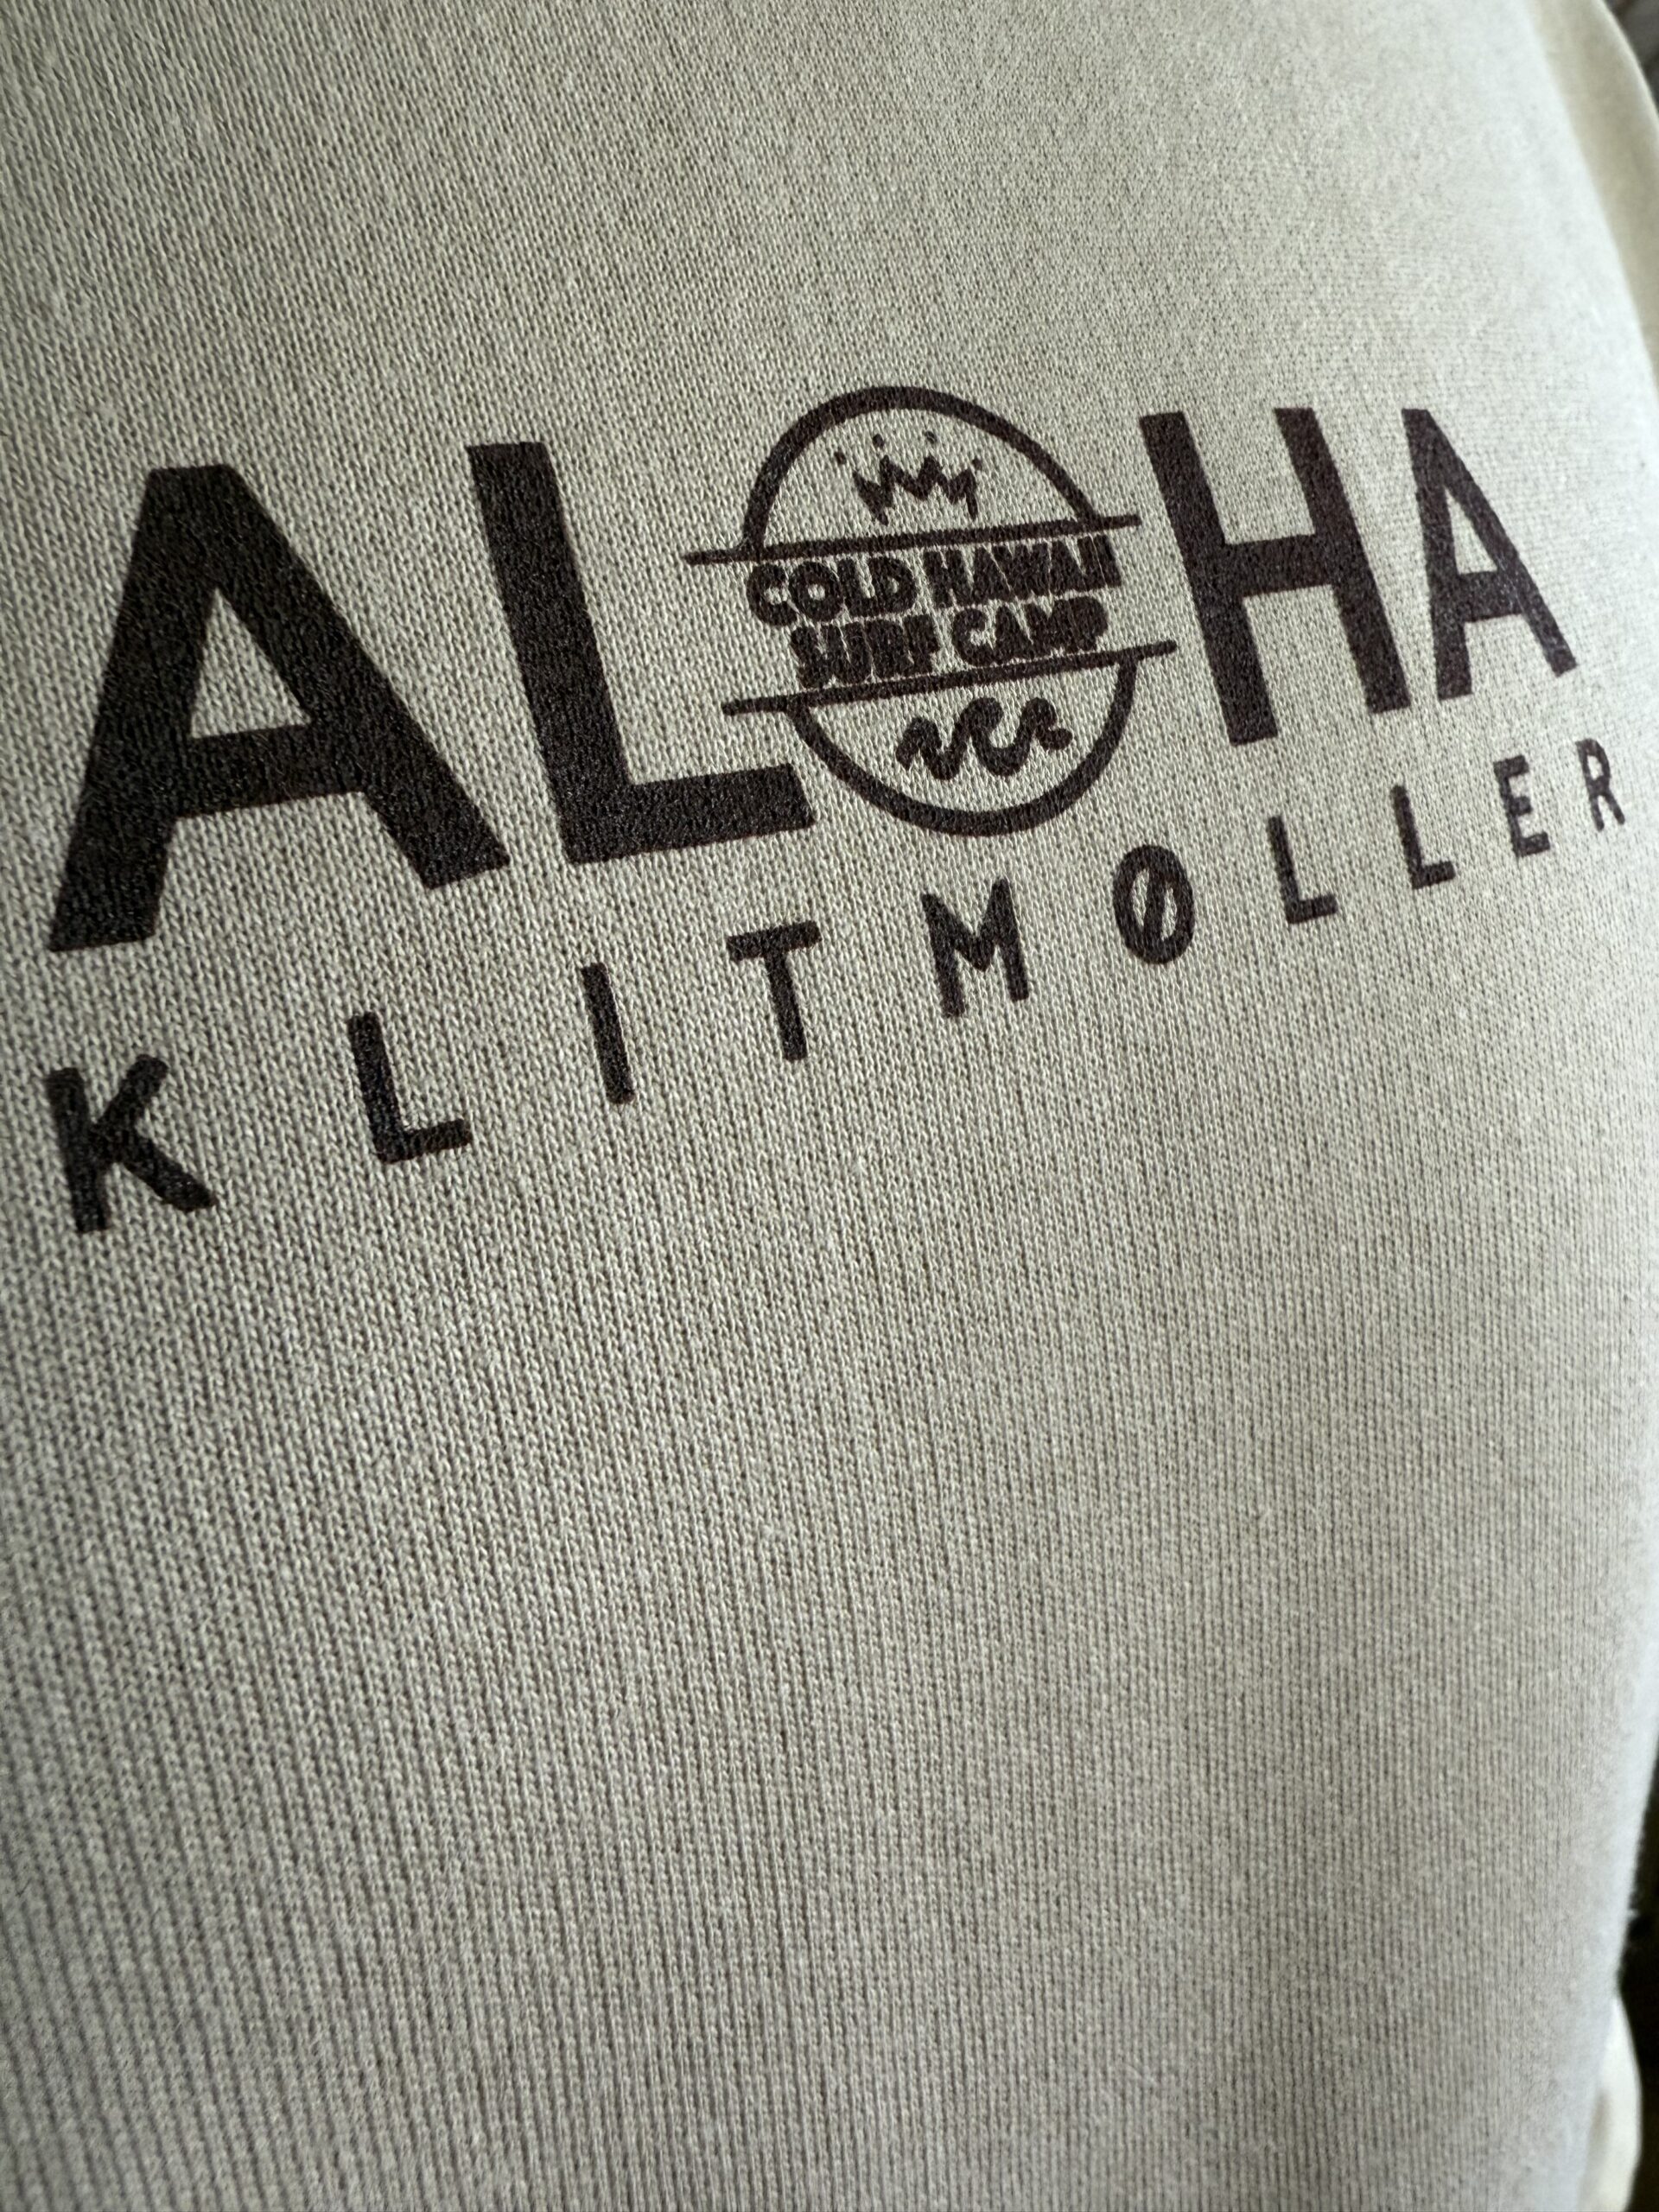 ALOHA
COLD HAWAII
SURF CAMP
KLITMØLLER